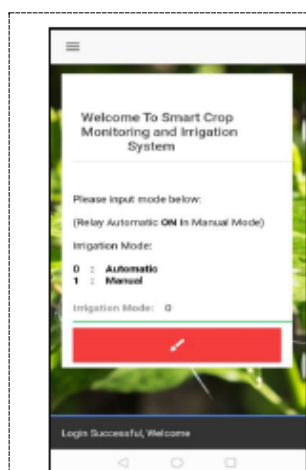 Welcome To Smart Crop
Monitoring and Irrigation
System
Please input mode below:
(Relay Automatic ON in Manual Mode)
Irrigation Mode:
0 : Automatic
1 : Manual
Irrigation Mode: 0
Login Successful, Welcome